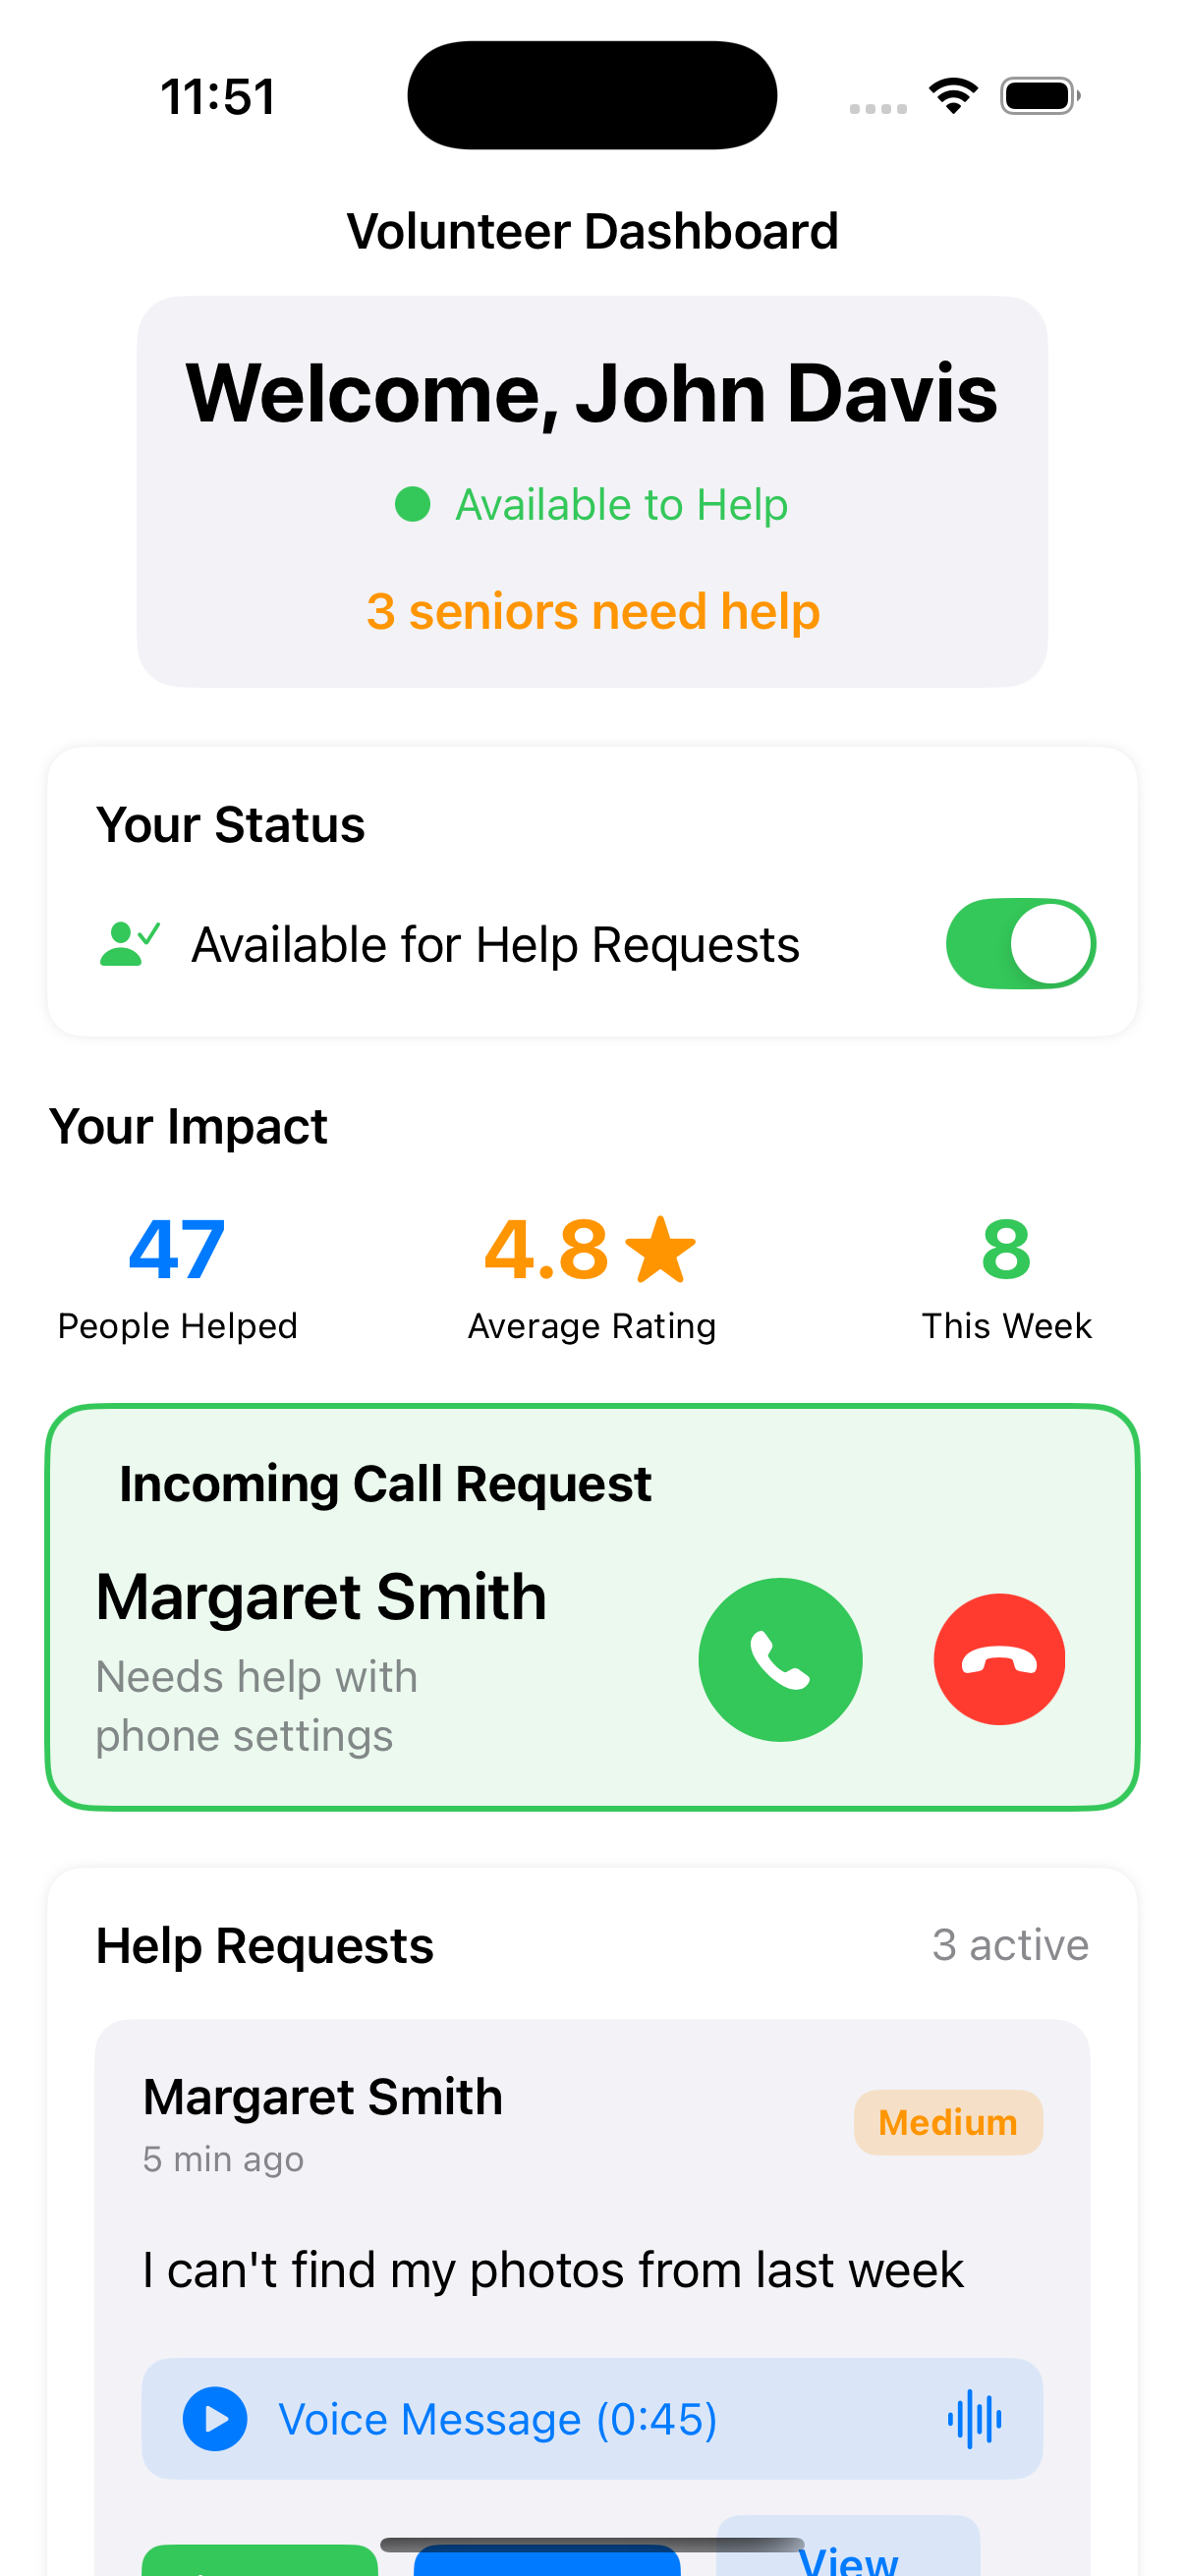 11:51
Volunteer Dashboard
Welcome, John Davis
Available to Help
3 seniors need help
Your Status
Available for Help Requests
Your Impact
47
4.8
8
People Helped
Average Rating
This Week
Incoming Call Request
Margaret Smith
Needs help with
phone settings
Help Requests
3 active
Margaret Smith
Medium
5 min ago
I can't find my photos from last week
Voice Message (0:45)
View